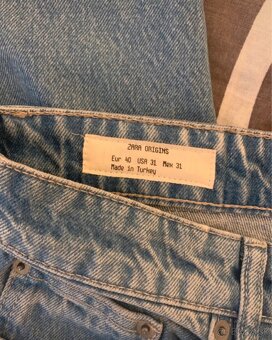 ZARA ORIGINS
Eur 40 USA 31 Mex 31
Made in Turkey